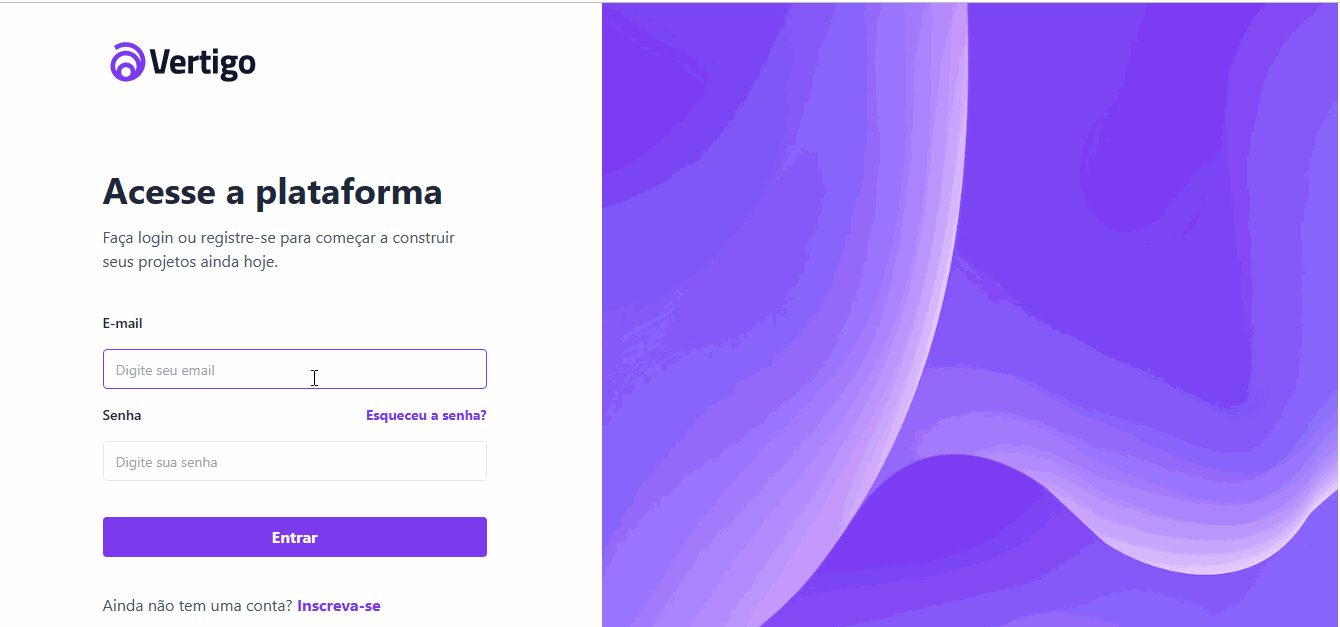 Vertigo
Acesse a plataforma
Faça login ou registre-se para começar a construir
seus projetos ainda hoje.
E-mail
Digite seu email
Senha Esqueceu a senha?
Digite sua senha
Entrar
Ainda não tem uma conta? Inscreva-se